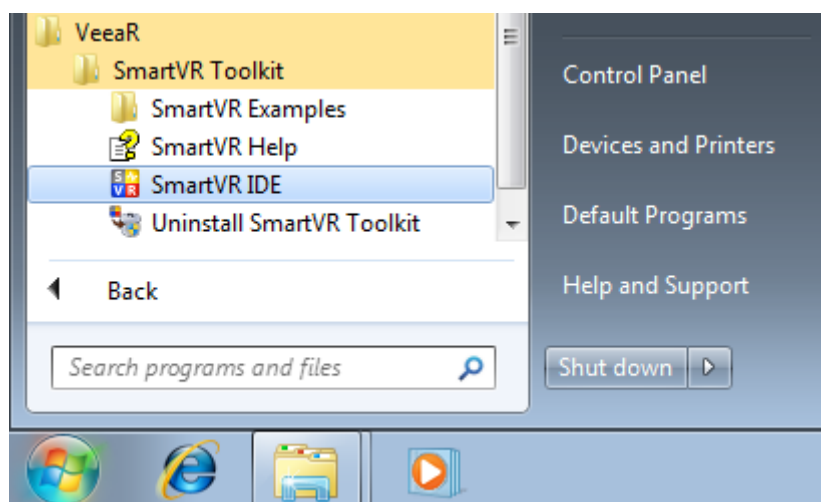 VeeaR
SmartVR Toolkit
SmartVR Examples
SmartVR Help
SmartVR IDE
Uninstall SmartVR Toolkit
Back
Search programs and files
Control Panel
Devices and Printers
Default Programs
Help and Support
Shut down